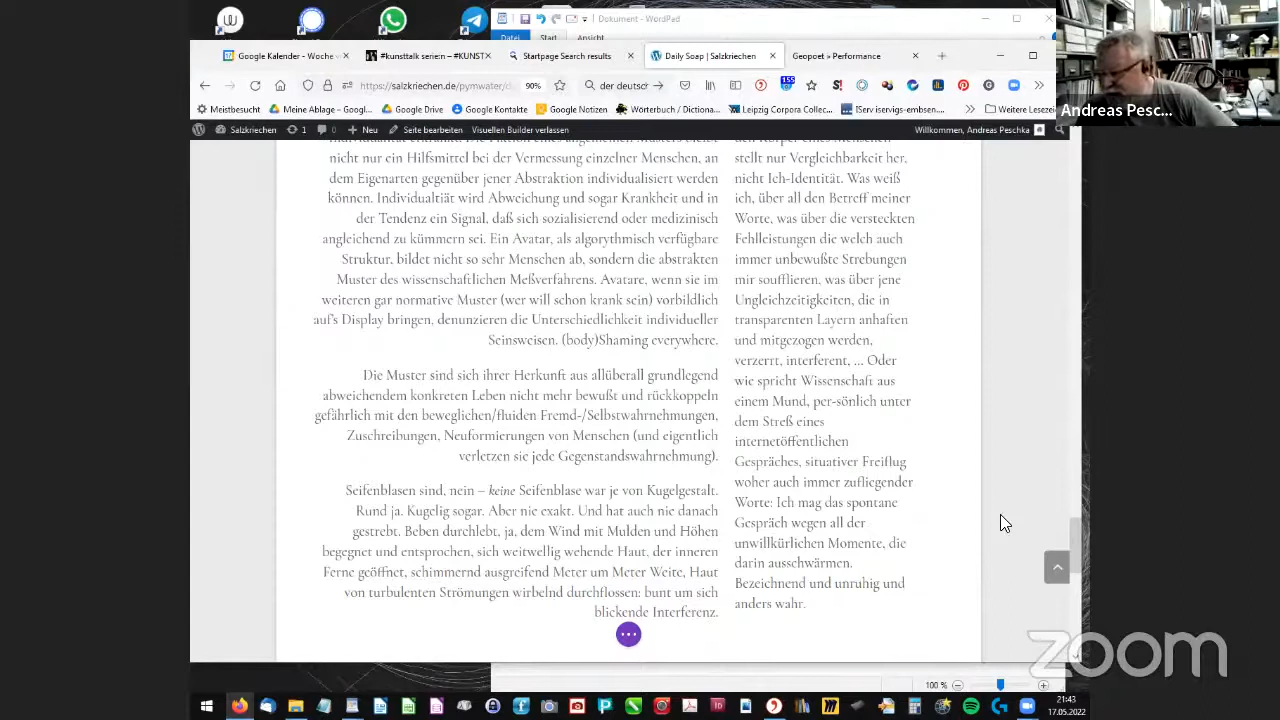 Dokument - WordPad
Datei Start Ansicht
Google Kalender - Woche v
#kunsttalk serien – #KUNST
Startpage Search results
Daily Soap | Salzkriechen
Geopoet » Performance
https://salzkriechen.de/pymwater/d
90%
der deutsch
155
Meistbesucht
Meine Ablage – Googl...
Google Drive
Google Kontakte
Google Notizen
Wörterbuch / Dictiona...
Leipzig Corpora Collec...
IServ iservigs-embsen....
Weitere Lesezei
Salzkriechen
1
0
Neu
Seite bearbeiten
Visuellen Builder verlassen
Willkommen, Andreas Peschka
Andreas Pesc...
nicht nur ein Hilfsmittel bei der Vermessung einzelner Menschen, an
dem Eigenarten gegenüber jener Abstraktion individualisiert werden
können. Individualtiät wird Abweichung und sogar Krankheit und in
der Tendenz ein Signal, daß sich sozialisierend oder medizinisch
angleichend zu kümmern sei. Ein Avatar, als algorythmisch verfügbare
Struktur, bildet nicht so sehr Menschen ab, sondern die abstrakten
Muster des wissenschaftlichen Meßverfahrens. Avatare, wenn sie im
weiteren gar normative Muster (wer will schon krank sein) vorbildlich
auf's Display bringen, denunzieren die Unterschiedlichkeit individueller
Seinsweisen. (body)Shaming everywhere.
Die Muster sind sich ihrer Herkunft aus allüberall grundlegend
abweichendem konkreten Leben nicht mehr bewußt und rückkoppeln
gefährlich mit den beweglichen/fluiden Fremd-/Selbstwahrnehmungen,
Zuschreibungen, Neuformierungen von Menschen (und eigentlich
verletzen sie jede Gegenstandswahrnehmung).
Seifenblasen sind, nein – keine Seifenblase war je von Kugelgestalt.
Rund ja. Kugelig sogar. Aber nie exakt. Und hat auch nie danach
gestrebt. Beben durchlebt, ja, dem Wind mit Mulden und Höhen
begegnet und entsprochen, sich weitwellig wehende Haut, der inneren
Ferne geöffnet, schimmernd ausgreifend Meter um Meter Weite, Haut
von turbulenten Strömungen wirbelnd durchflossen: bunt um sich
blickende Interferenz.
den Körper eines Menschen
stellt nur Vergleichbarkeit her,
nicht Ich-Identität. Was weiß
ich, über all den Betreff meiner
Worte, was über die versteckten
Fehlleistungen die welch auch
immer unbewußte Strebungen
mir soufflieren, was über jene
Ungleichzeitigkeiten, die in
transparenten Layern anhaften
und mitgezogen werden,
verzerrt, interferent, ... Oder
wie spricht Wissenschaft aus
einem Mund, per-sönlich unter
dem Streß eines
internetöffentlichen
Gespräches, situativer Freiflug
woher auch immer zufliegender
Worte: Ich mag das spontane
Gespräch wegen all der
unwillkürlichen Momente, die
darin ausschwärmen.
Bezeichnend und unruhig und
anders wahr.
zoom
100 %
21:43
17.05.2022